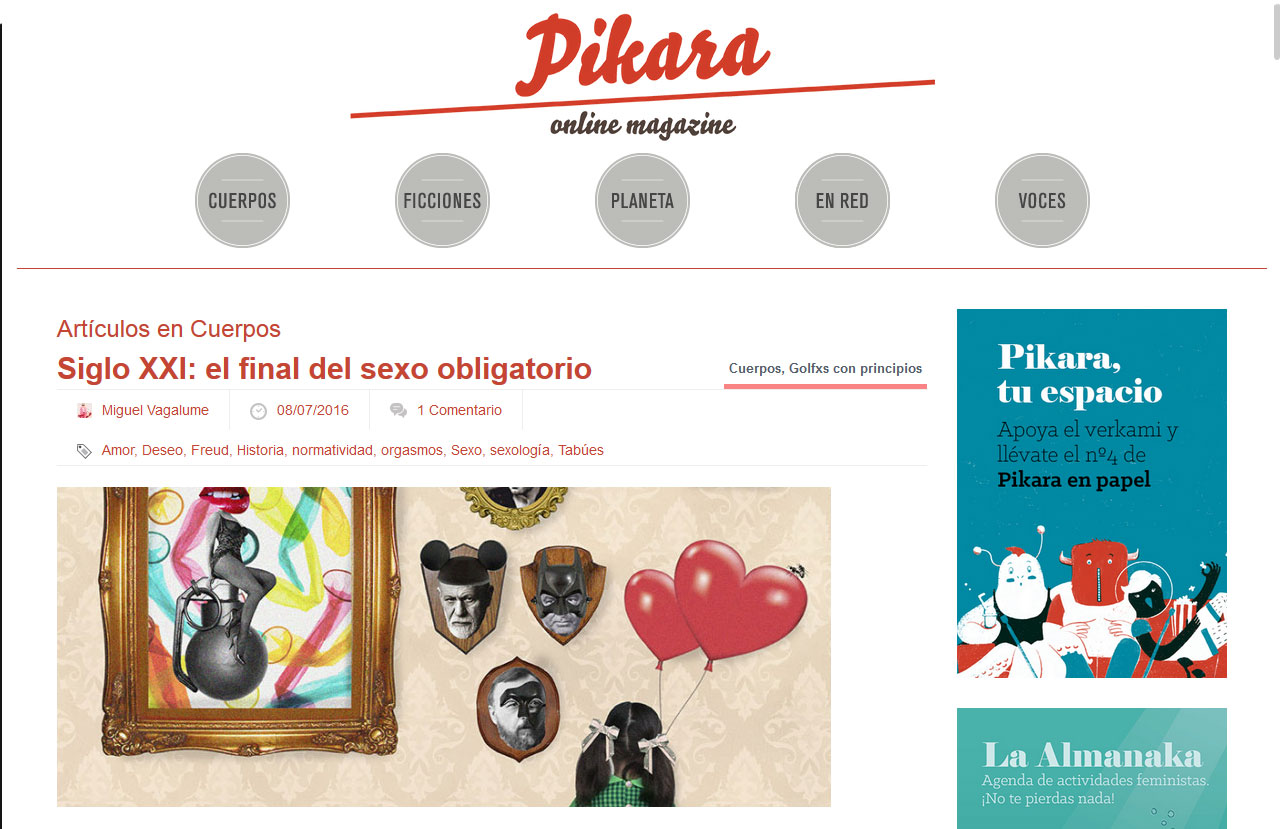 Pikara
online magazine
CUERPOS
FICCIONES
PLANETA
EN RED
VOCES
Artículos en Cuerpos
Siglo XXI: el final del sexo obligatorio
Cuerpos, Golfxs con principios
Miguel Vagalume
08/07/2016
1 Comentario
Amor, Deseo, Freud, Historia, normatividad, orgasmos, Sexo, sexología, Tabúes
Pikara,
tu espacio
Apoya el verkami y
llévate el nº4 de
Pikara en papel
La Almanaka
Agenda de actividades feministas.
¡No te pierdas nada!